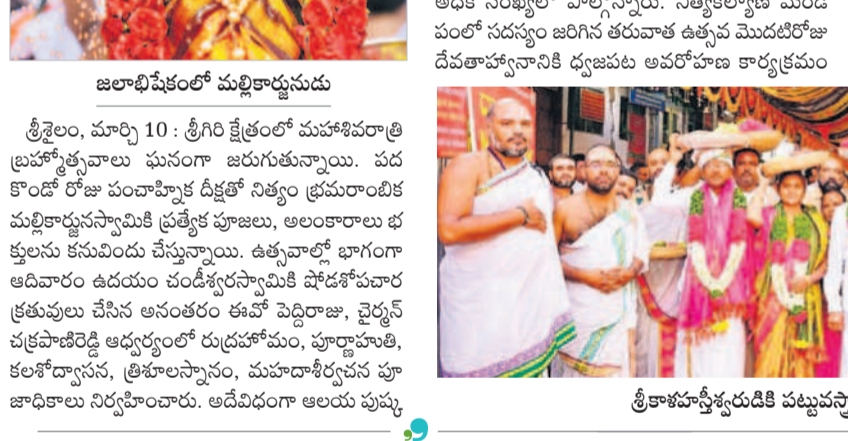 జలాభిషేకంలో మల్లికార్జునుడు
శ్రీశైలం, మార్చి 10 : శ్రీగిరి క్షేత్రంలో మహాశివరాత్రి
బ్రహ్మోత్సవాలు ఘనంగా జరుగుతున్నాయి. పద
కొండో రోజు పంచాహ్నిక దీక్షతో నిత్యం భ్రమరాంబిక
మల్లికార్జునస్వామికి ప్రత్యేక పూజలు, అలంకారాలు భ
క్తులను కనువిందు చేస్తున్నాయి. ఉత్సవాల్లో భాగంగా
ఆదివారం ఉదయం చండీశ్వరస్వామికి షోడశోపచార
క్రతువులు చేసిన అనంతరం ఈవో పెద్దిరాజు, చైర్మన్
చక్రపాణిరెడ్డి ఆధ్వర్యంలో రుద్రహోమం, పూర్ణాహుతి,
కలశోద్వాసన, త్రిశూలస్నానం, మహదాశీర్వచన పూ
జాధికాలు నిర్వహించారు. అదేవిధంగా ఆలయ పుష్క
అధిక సంఖ్యలో పాల్గొన్నారు. నిత్యకల్యాణ మండ
పంలో సదస్యం జరిగిన తరువాత ఉత్సవ మొదటిరోజు
దేవతాహ్వానానికి ధ్వజపట అవరోహణ కార్యక్రమం
శ్రీకాళహస్తీశ్వరుడికి పట్టువస్త్రా